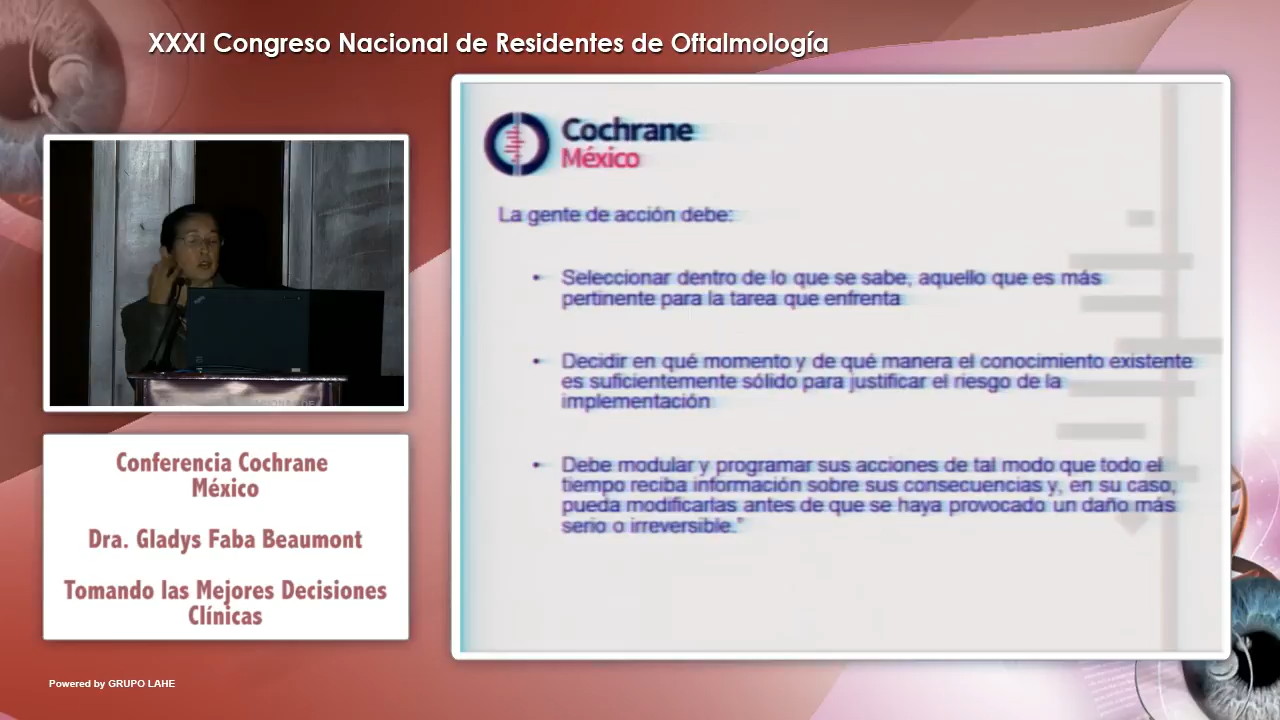 XXXI Congreso Nacional de Residentes de Oftalmología
Cochrane
México
La gente de acción debe:
• Seleccionar dentro de lo que se sabe, aquello que es más
pertinente para la tarea que enfrenta
• Decidir en qué momento y de qué manera el conocimiento existente
es suficientemente sólido para justificar el riesgo de la
implementación
• Debe modular y programar sus acciones de tal modo que todo el
tiempo reciba información sobre sus consecuencias y, en su caso,
pueda modificarlas antes de que se haya provocado un daño más
serio o irreversible."
Conferencia Cochrane
México
Dra. Gladys Faba Beaumont
Tomando las Mejores Decisiones
Clínicas
Powered by GRUPO LAHE